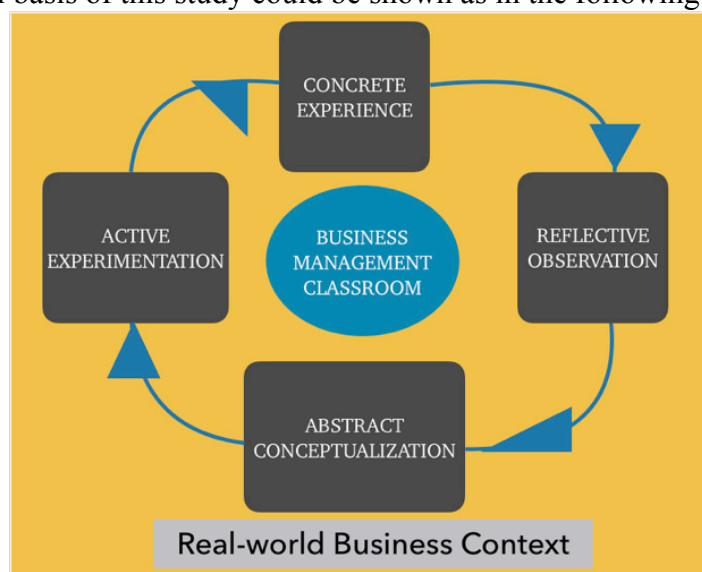 basis of this study could be shown as in the following
CONCRETE
EXPERIENCE
ACTIVE
EXPERIMENTATION
BUSINESS
MANAGEMENT
CLASSROOM
REFLECTIVE
OBSERVATION
ABSTRACT
CONCEPTUALIZATION
Real-world Business Context